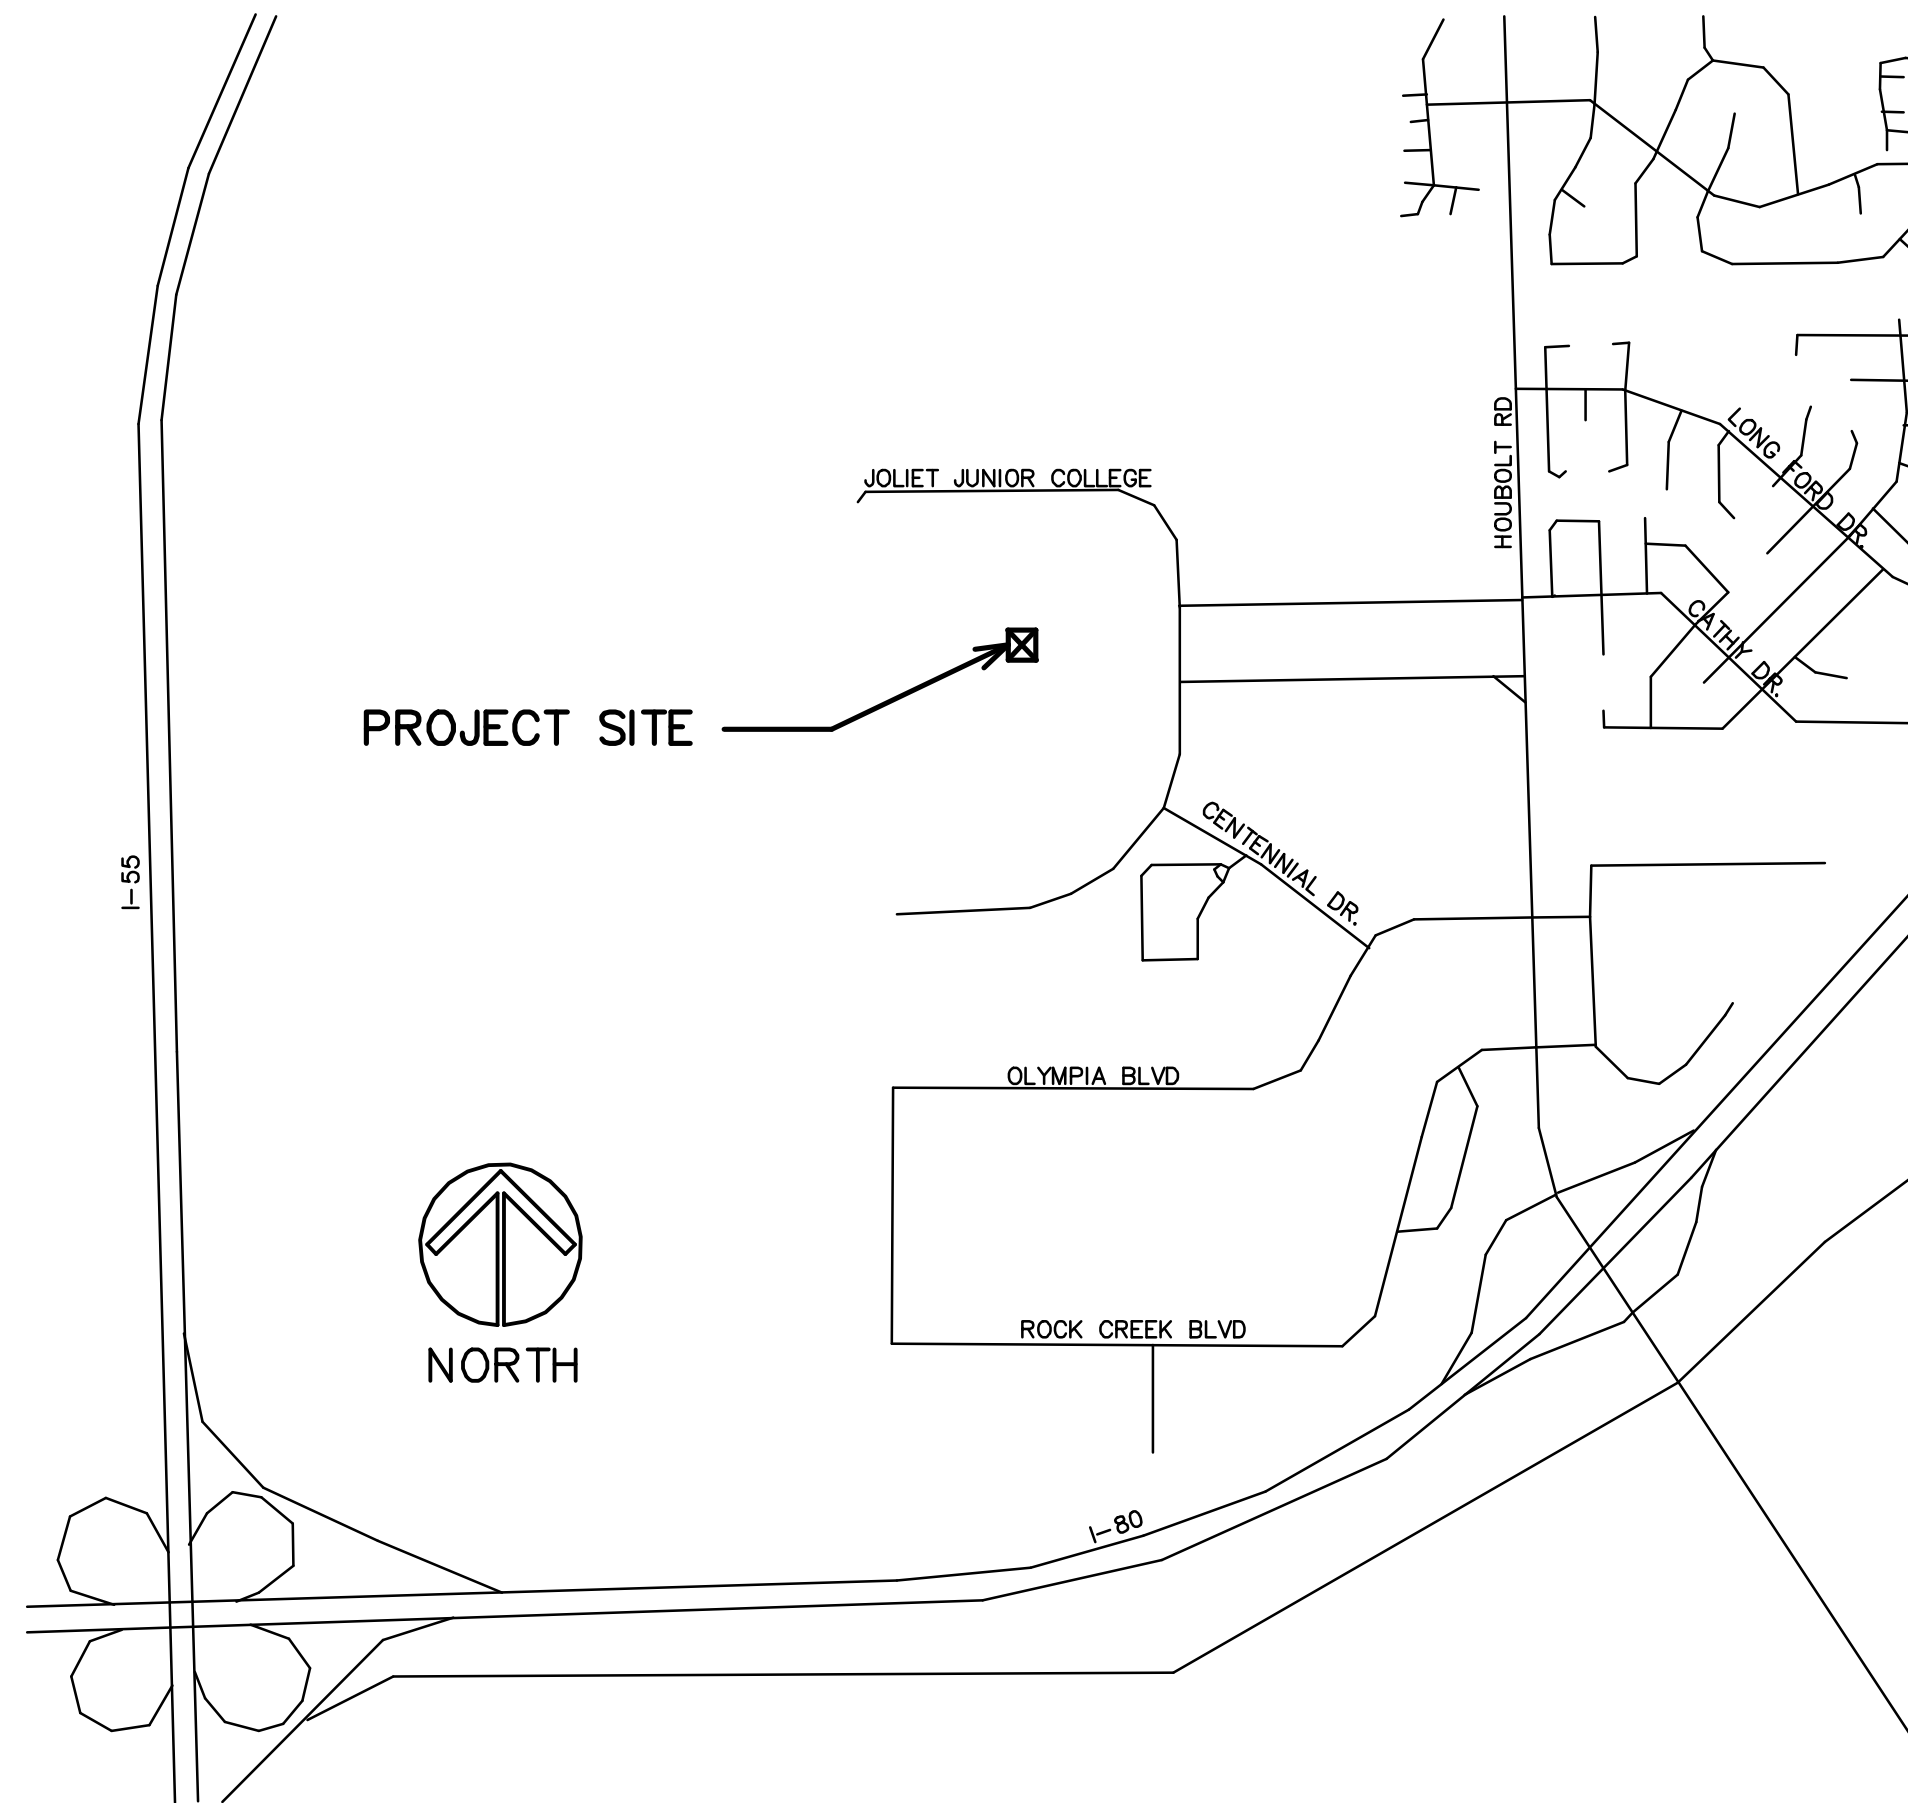 HOUBOLT RD
LONG FORD DR.
JOLIET JUNIOR COLLEGE
CATHY DR.
PROJECT SITE
CENTENNIAL DR.
I-55
OLYMPIA BLVD
ROCK CREEK BLVD
NORTH
I-80